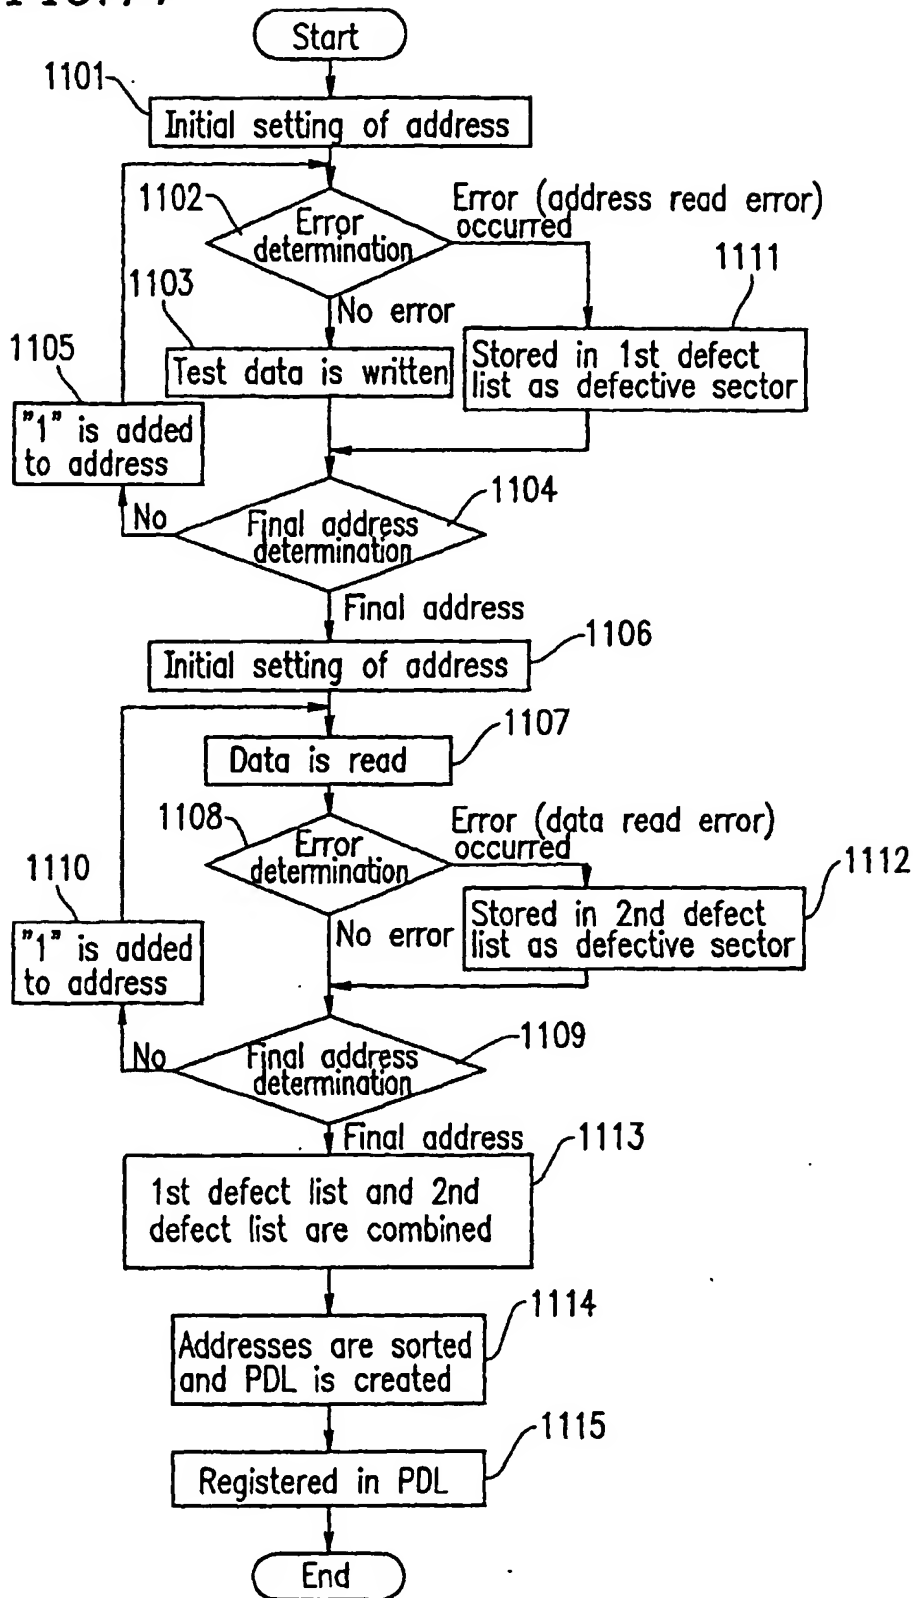 Start
1101
Initial setting of address
1102
Error
determination
Error (address read error)
occurred
1103
No error
1111
Test data is written
Stored in 1st defect
list as defective sector
1105
"1" is added
to address
1104
No
Final address
determination
Final address
1106
Initial setting of address
1107
Data is read
1108
Error
determination
Error (data read error)
occurred
1110
1112
No error
Stored in 2nd defect
list as defective sector
"1" is added
to address
1109
No
Final address
determination
Final address
1113
1st defect list and 2nd
defect list are combined
1114
Addresses are sorted
and PDL is created
1115
Registered in PDL
End